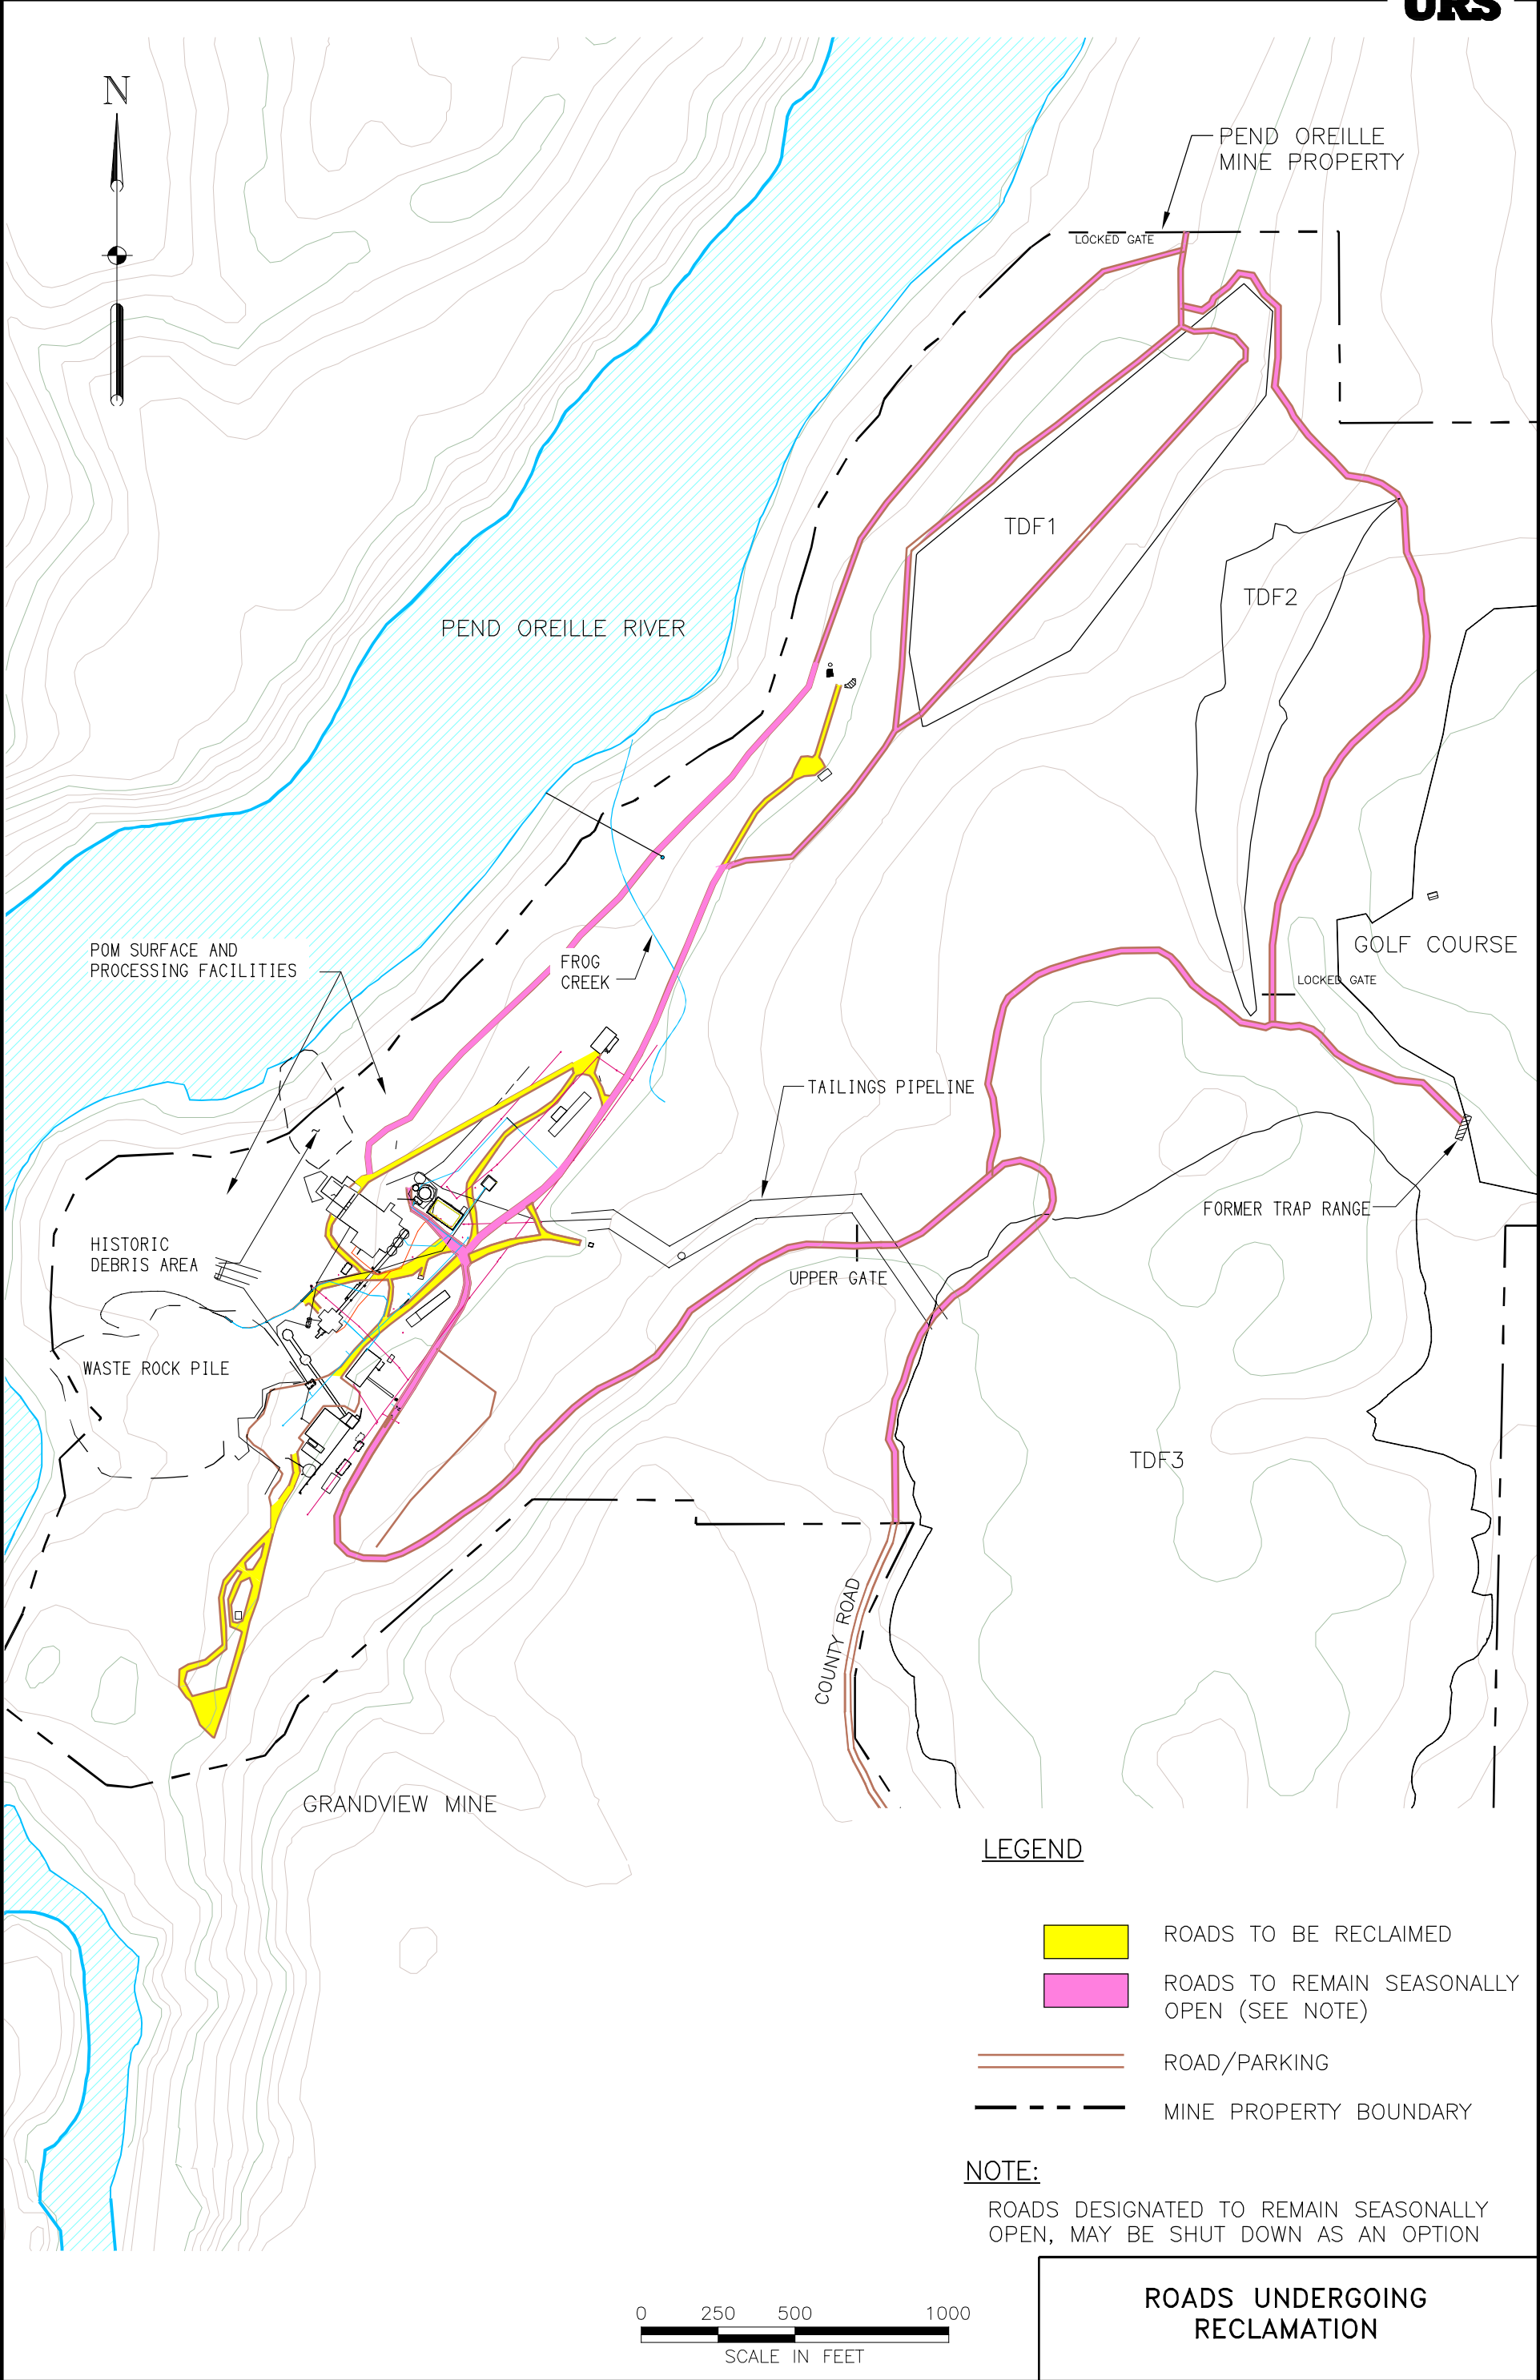 URS
N
PEND OREILLE
MINE PROPERTY
LOCKED GATE
TDF1
TDF2
PEND OREILLE RIVER
POM SURFACE AND
PROCESSING FACILITIES
FROG
CREEK
GOLF COURSE
LOCKED GATE
TAILINGS PIPELINE
FORMER TRAP RANGE
HISTORIC
DEBRIS AREA
UPPER GATE
WASTE ROCK PILE
TDF3
COUNTY ROAD
GRANDVIEW MINE
LEGEND
ROADS TO BE RECLAIMED
ROADS TO REMAIN SEASONALLY
OPEN (SEE NOTE)
ROAD/PARKING
MINE PROPERTY BOUNDARY
NOTE:
ROADS DESIGNATED TO REMAIN SEASONALLY
OPEN, MAY BE SHUT DOWN AS AN OPTION
0 250 500 1000
SCALE IN FEET
ROADS UNDERGOING
RECLAMATION